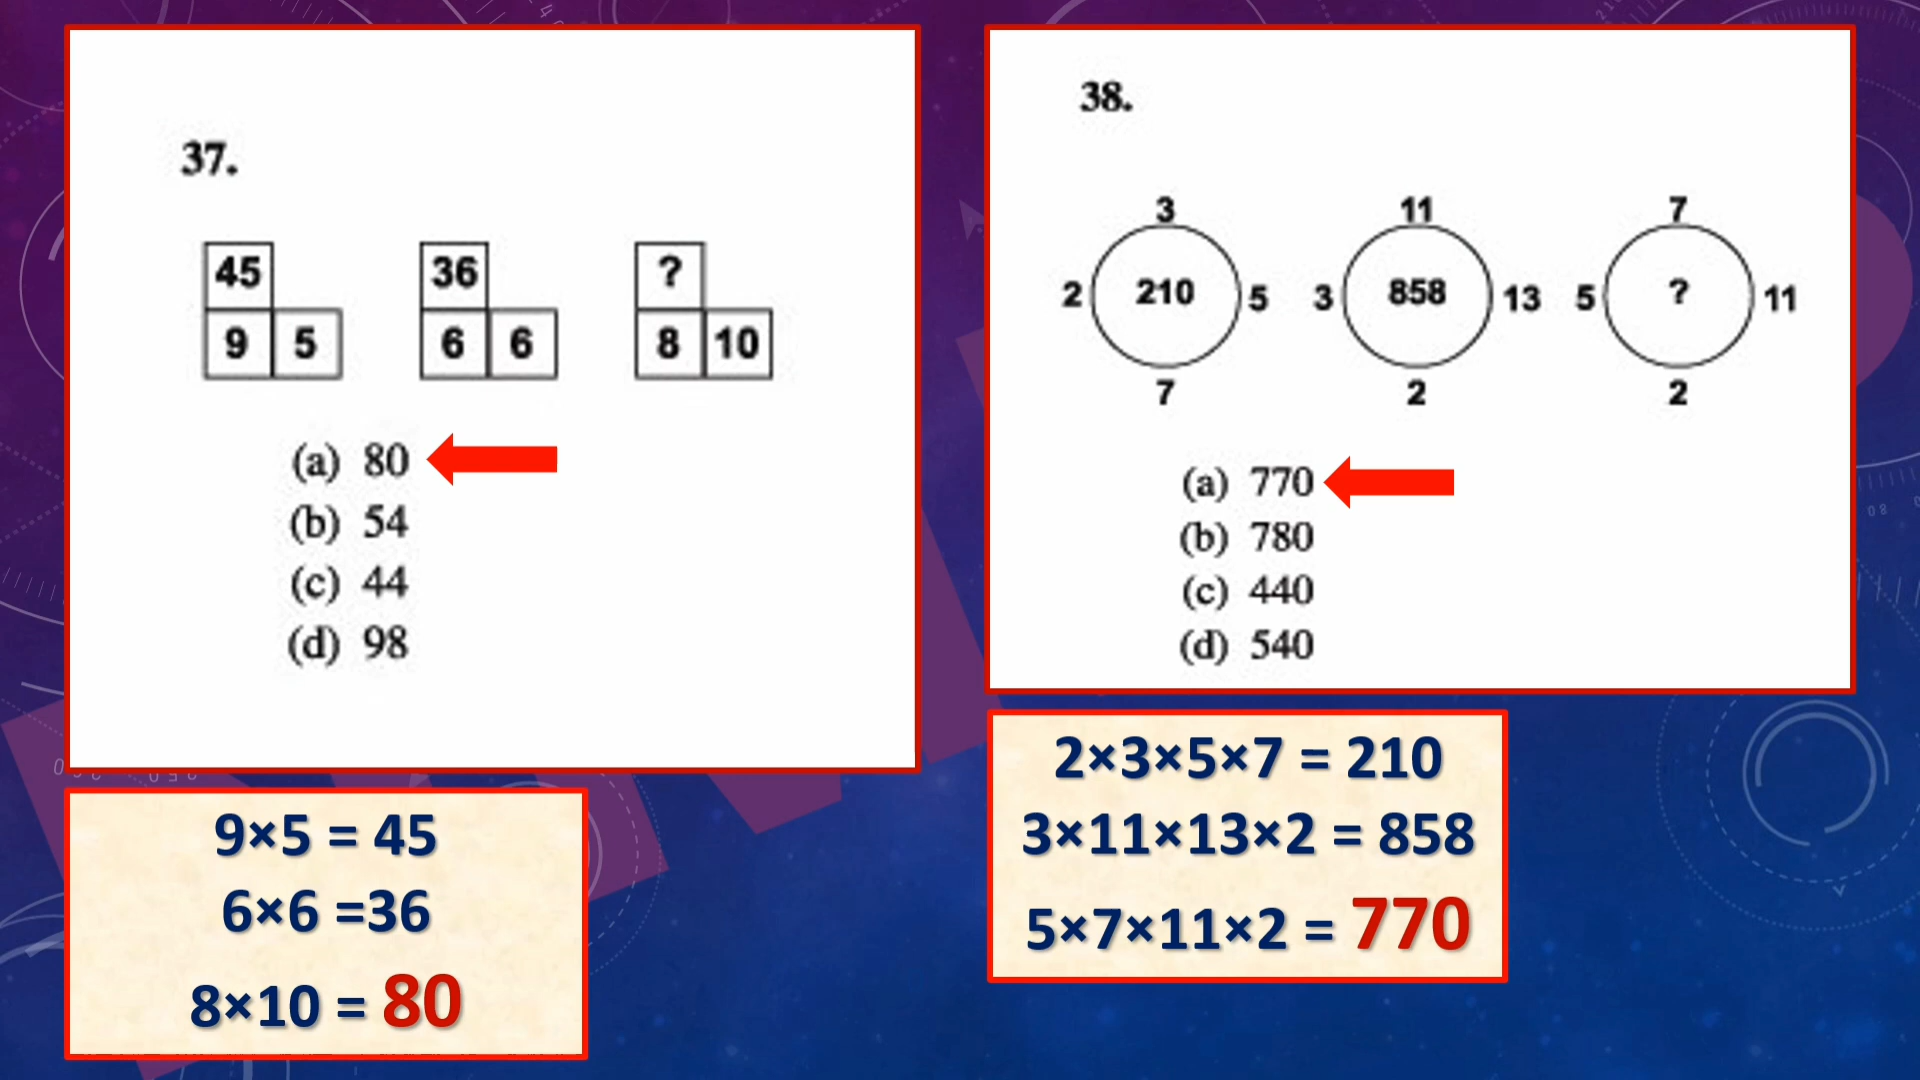 37.
45
9 5
36
6 6
?
8 10
(a) 80
(b) 54
(c) 44
(d) 98
9×5 = 45
6×6 =36
8×10 = 80
38.
3
2 210 5
7
11
3 858 13
2
7
5 ? 11
2
(a) 770
(b) 780
(c) 440
(d) 540
2×3×5×7 = 210
3×11×13×2 = 858
5×7×11×2 = 770